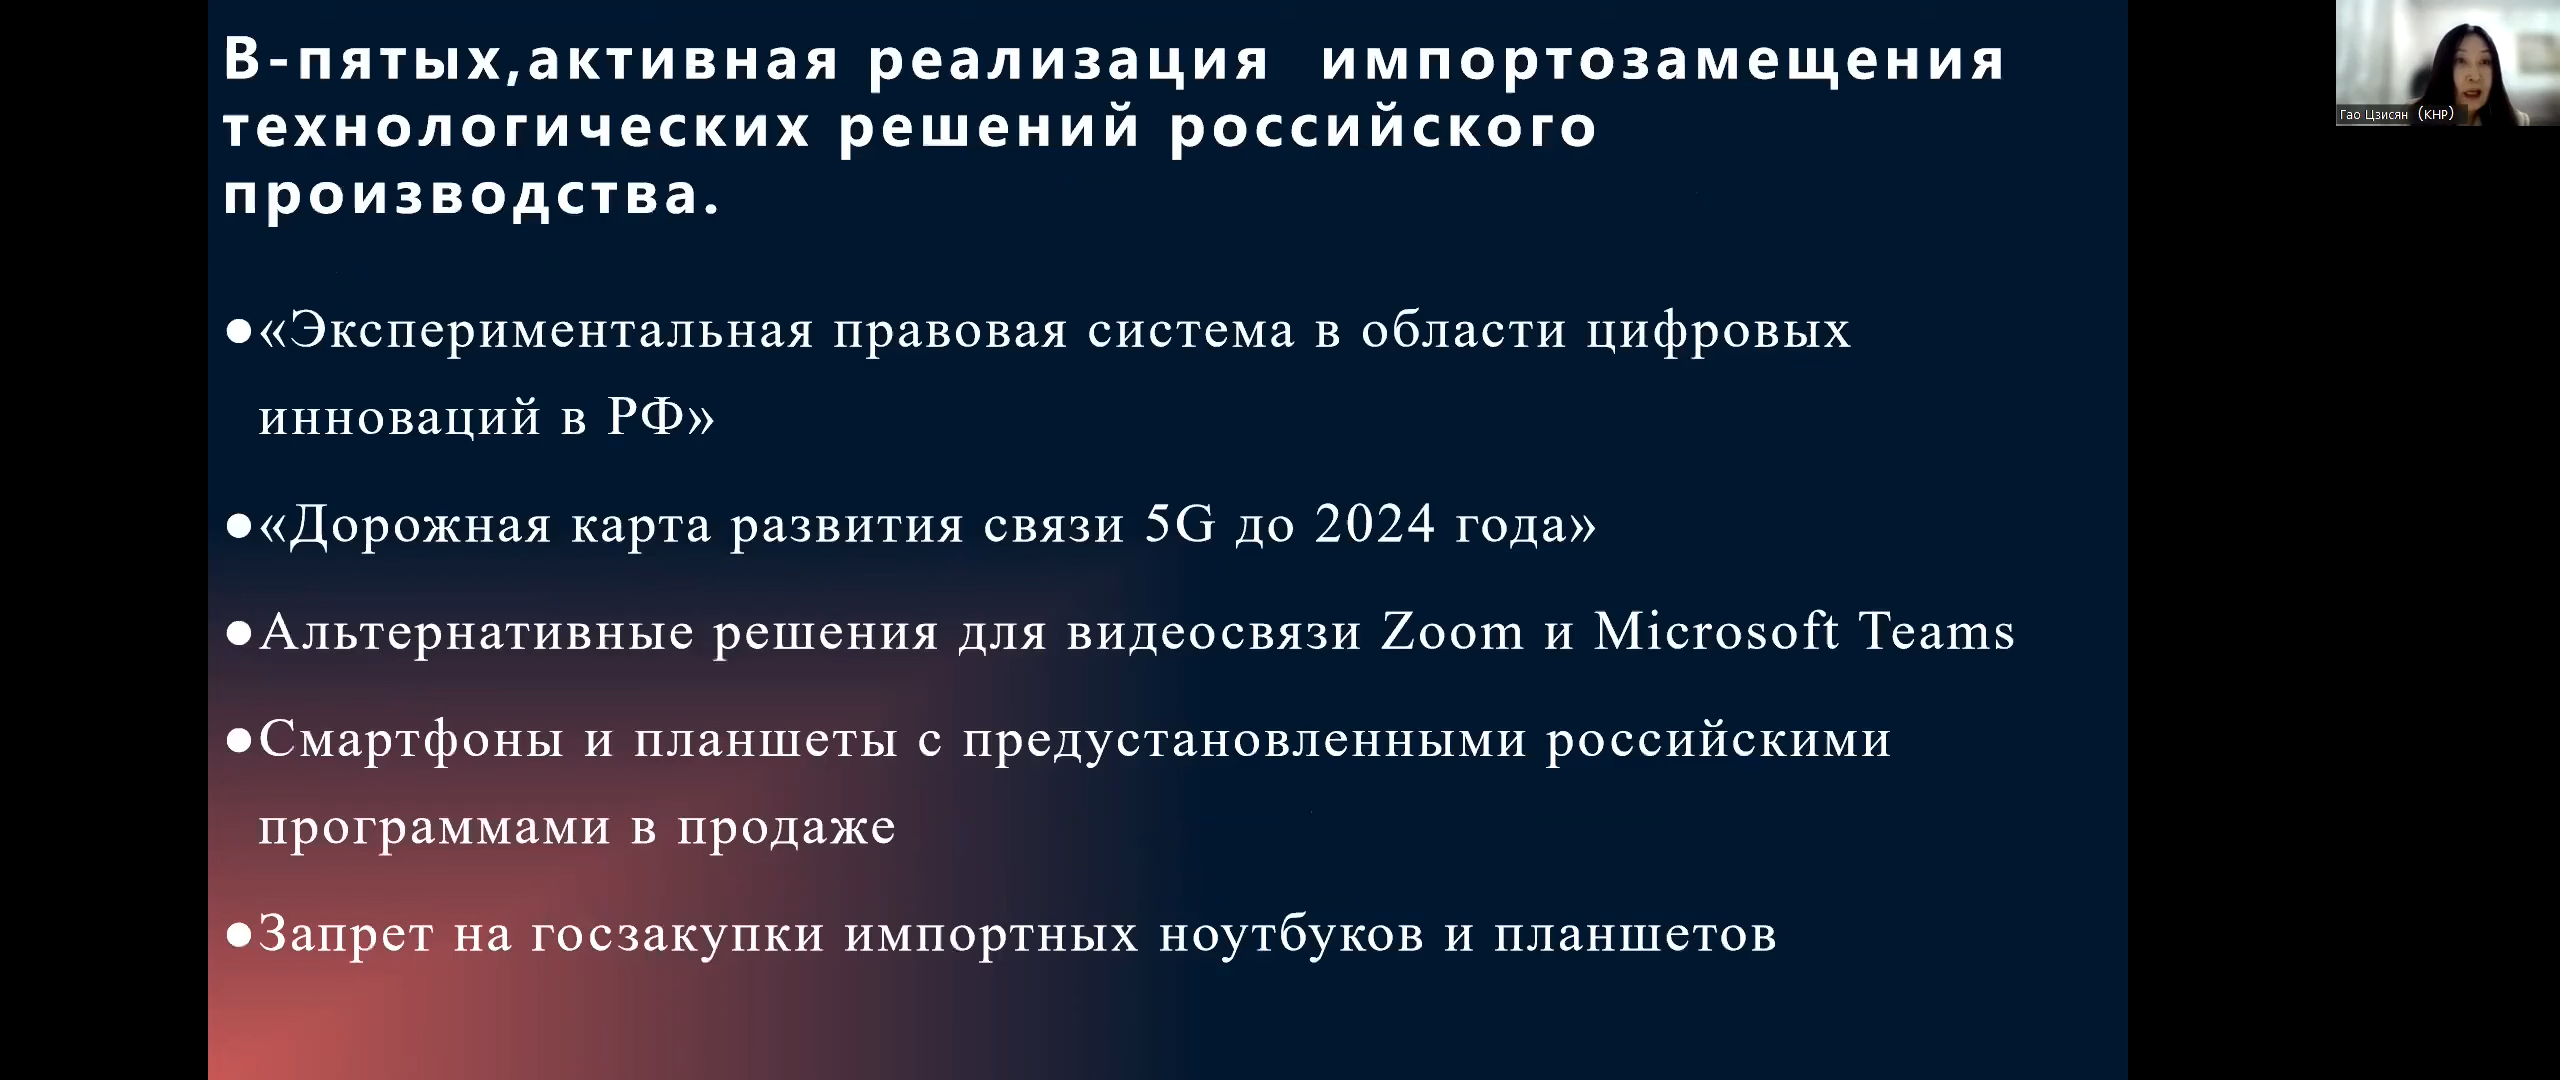 В-пятых,активная реализация  импортозамещения
технологических решений российского
производства.
●«Экспериментальная правовая система в области цифровых
инноваций в РФ»
●«Дорожная карта развития связи 5G до 2024 года»
●Альтернативные решения для видеосвязи Zoom и Microsoft Teams
●Смартфоны и планшеты с предустановленными российскими
программами в продаже
●Запрет на госзакупки импортных ноутбуков и планшетов
Гао Цзисян（КНР）